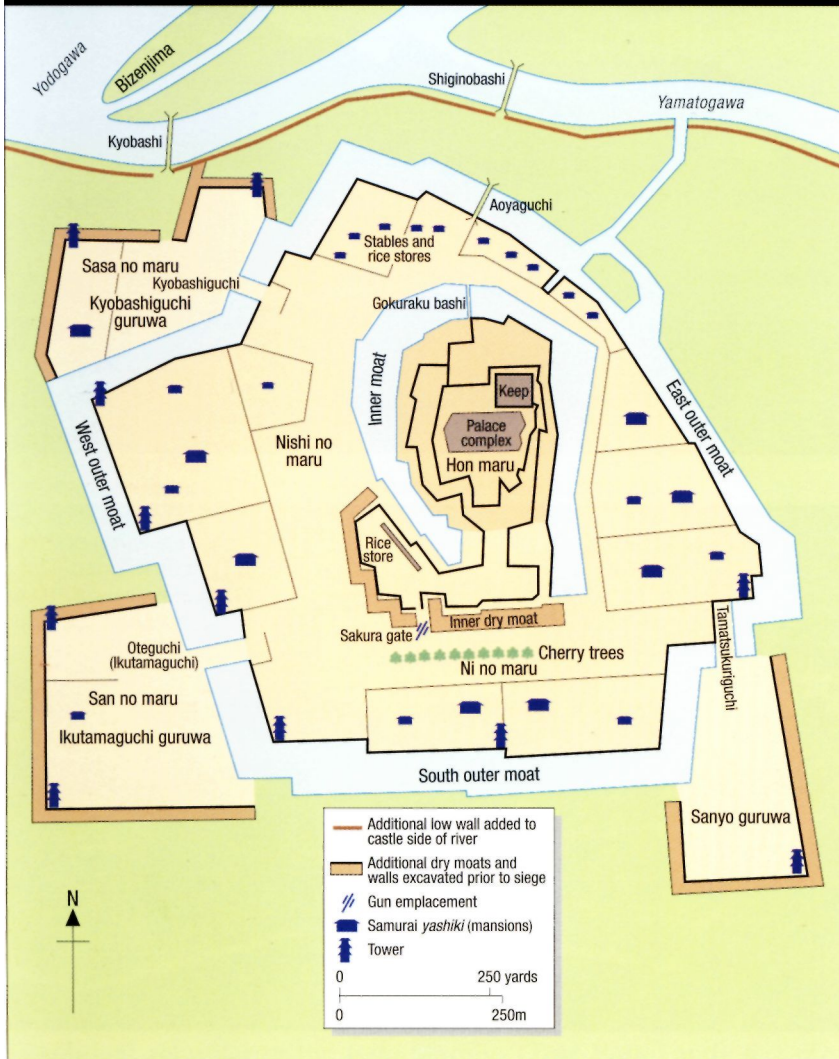 Yodogawa
Bizenjima
Shiginobashi
Yamatogawa
Kyobashi
Aoyaguchi
Stables and
rice stores
Sasa no maru
Kyobashiguchi
Kyobashiguchi
guruwa
Gokuraku bashi
Inner moat
Keep
Palace
complex
Hon maru
East outer moat
West outer moat
Nishi no
maru
Rice
store
Sakura gate
Inner dry moat
Cherry trees
Ni no maru
Tamatsukuriguchi
Oteguchi
(Ikutamaguchi)
San no maru
Ikutamaguchi guruwa
South outer moat
Sanyo guruwa
Additional low wall added to
castle side of river
Additional dry moats and
walls excavated prior to siege
Gun emplacement
Samurai yashiki (mansions)
Tower
0 250 yards
0 250m
N